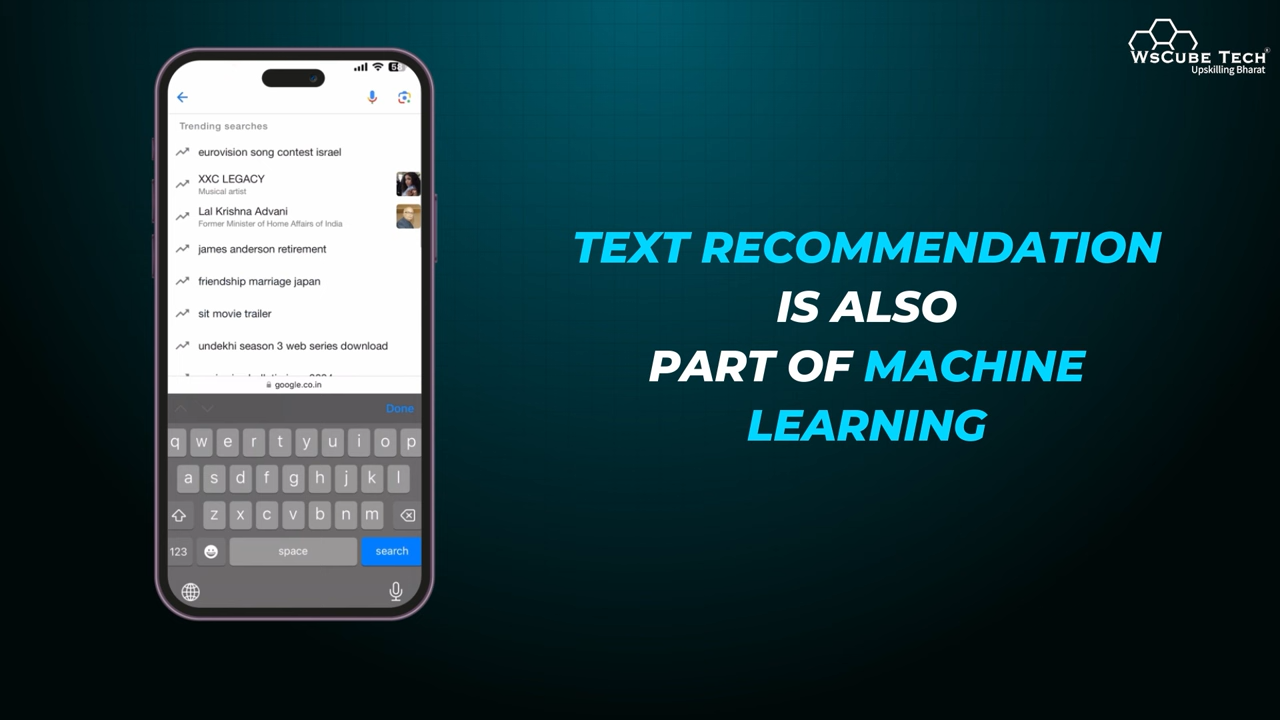 WSCUBE TECH
Upskilling Bharat
Trending searches
eurovision song contest israel
XXC LEGACY
Musical artist
Lal Krishna Advani
Former Minister of Home Affairs of India
james anderson retirement
friendship marriage japan
sit movie trailer
undekhi season 3 web series download
google.co.in
Done
q w e r t y u i o p
a s d f g h j k l
z x c v b n m
123 space search
TEXT RECOMMENDATION
IS ALSO
PART OF MACHINE
LEARNING